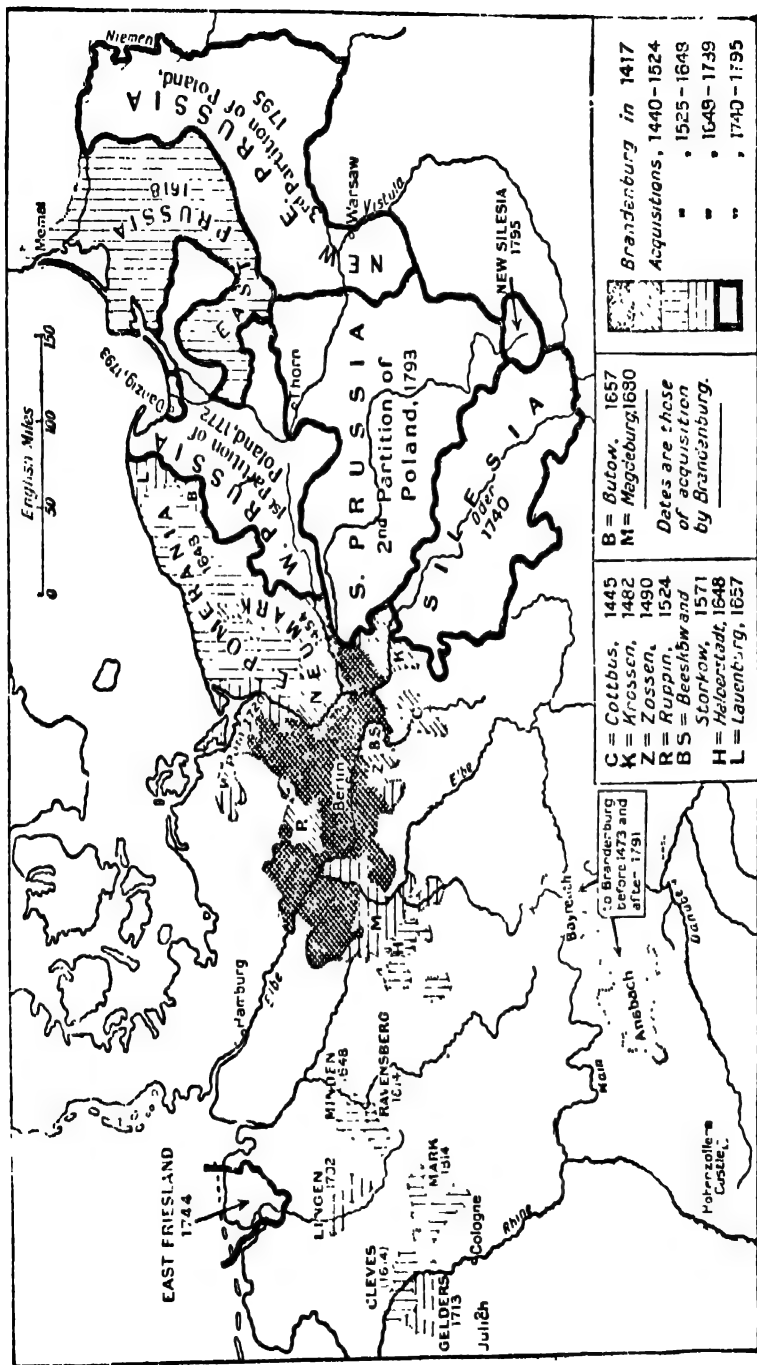 English Miles
0 50 100 150
Memel
Niemen
EAST PRUSSIA
1618
NEW E. PRUSSIA
3rd Partition of Poland,
1795
Danzig, 1793
W. PRUSSIA
1st Partition of
Poland, 1772
E. POMERANIA
1648
L
B
NEUMARK
1454
Thorn
Warsaw
Vistula
S. PRUSSIA
2nd Partition of
Poland, 1793
NEW SILESIA
1795
SILESIA
Oder
1740
Berlin
R
Z
BS
C
K
M
H
Elbe
Hamburg
Elbe
EAST FRIESLAND
1744
LINGEN
1702
MINDEN
1648
RAVENSBERG
MARK
1614
CLEVES
(1614)
GELDERS
1713
Julich
Cologne
Rhine
Main
Bayreuth
Ansbach
to Brandenburg
before 1473 and
after 1791
Danube
Hohenzollern
Castle
C = Cottbus, 1445
K = Krossen, 1482
Z = Zossen, 1490
R = Ruppin, 1524
BS = Beeskow and
Storkow, 1571
H = Halberstadt, 1648
L = Lauenburg, 1657
B = Butow, 1657
M = Magdeburg, 1680
Dates are those
of acquisition
by Brandenburg.
Brandenburg in 1417
Acquisitions, 1440-1524
" 1525-1648
" 1648-1739
" 1740-1795